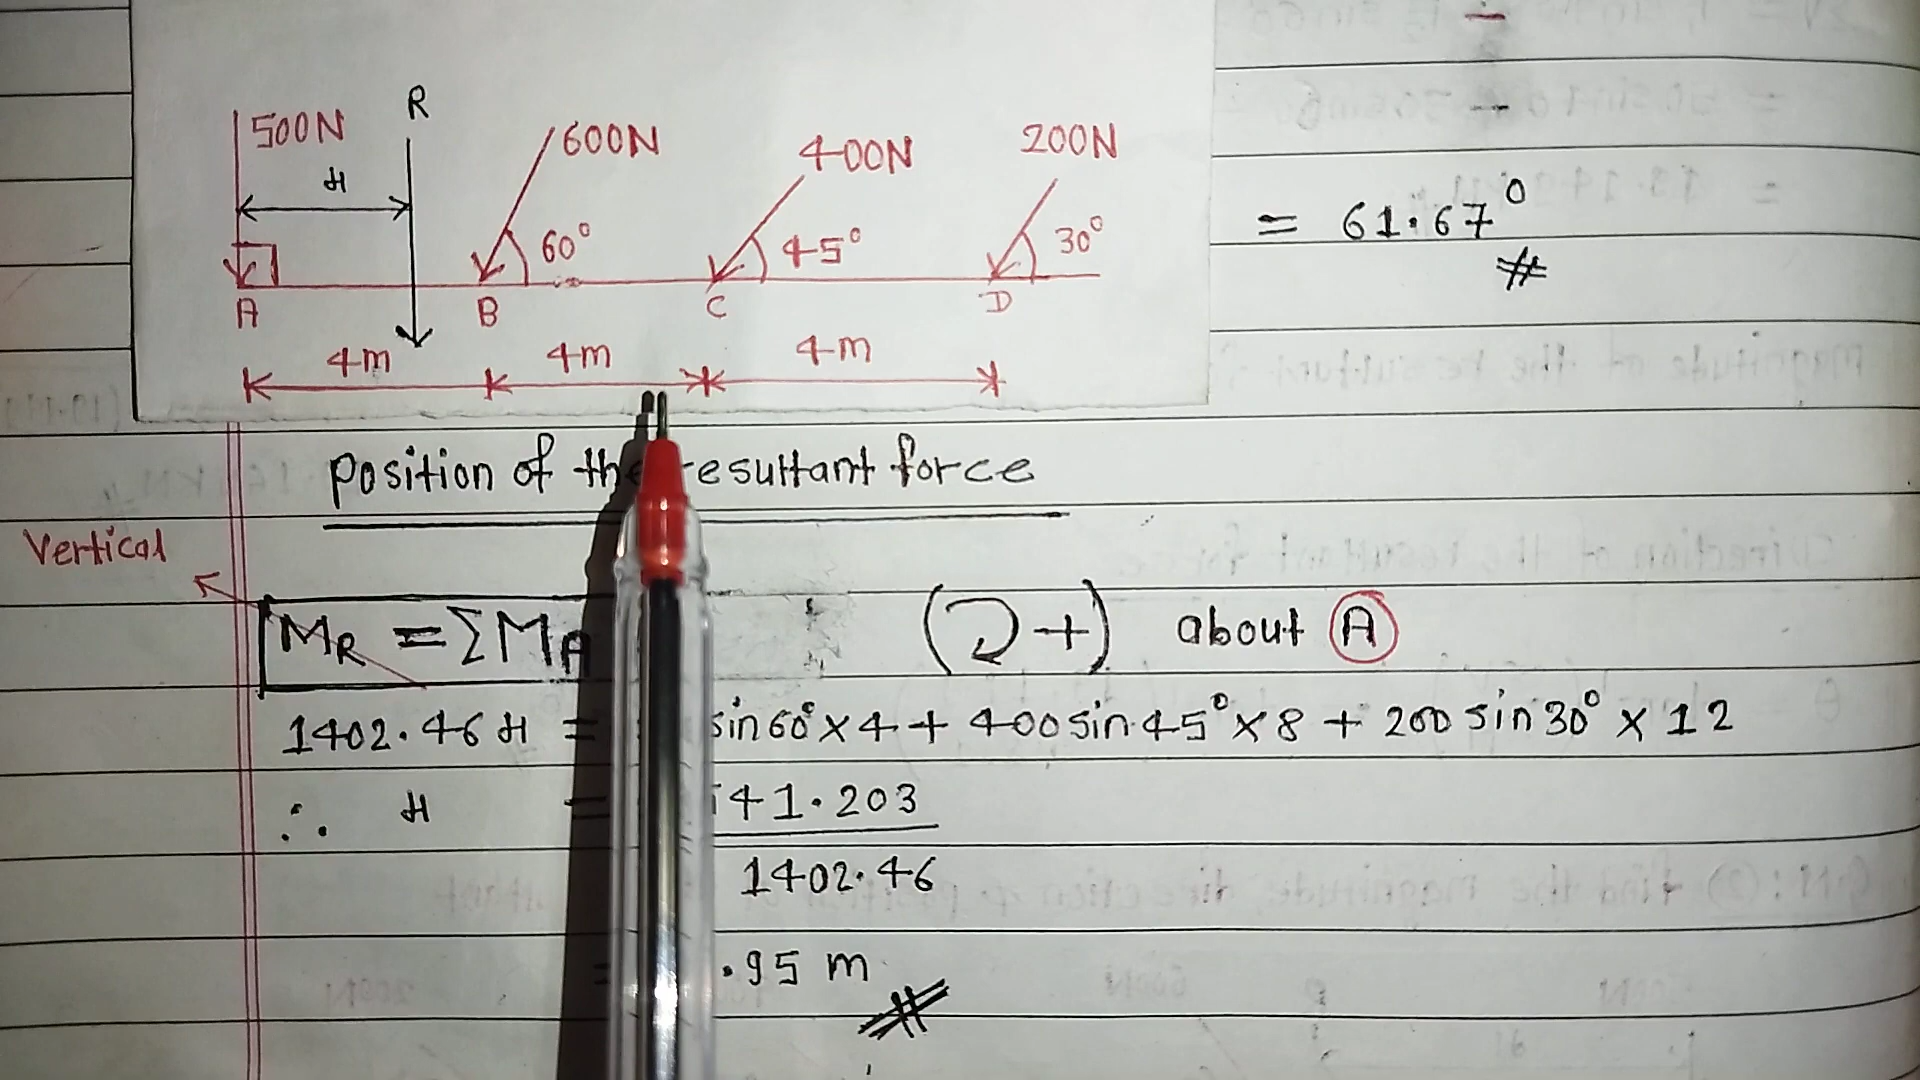 500N R 600N 400N 200N
x
60° 45° 30°
A B C D
4m 4m 4m
= 61.67°
position of the resultant force
Vertical
MR = ΣMA (↻+) about A
1402.46 x = sin60° × 4 + 400 sin 45° × 8 + 200 sin 30° × 12
∴ x = 41.203
1402.46
= .95 m